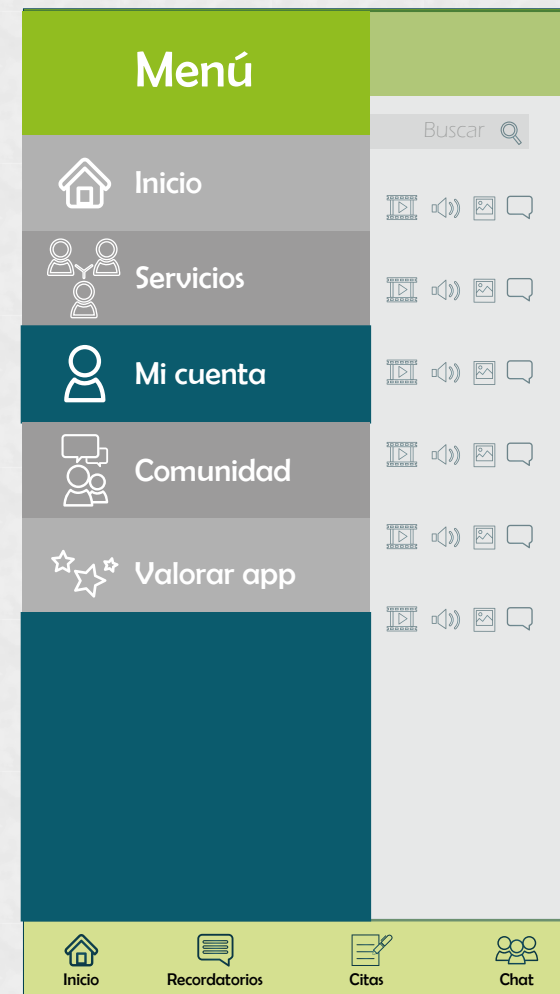 Menú
Buscar
Inicio
Servicios
Mi cuenta
Comunidad
Valorar app
Inicio
Recordatorios
Citas
Chat